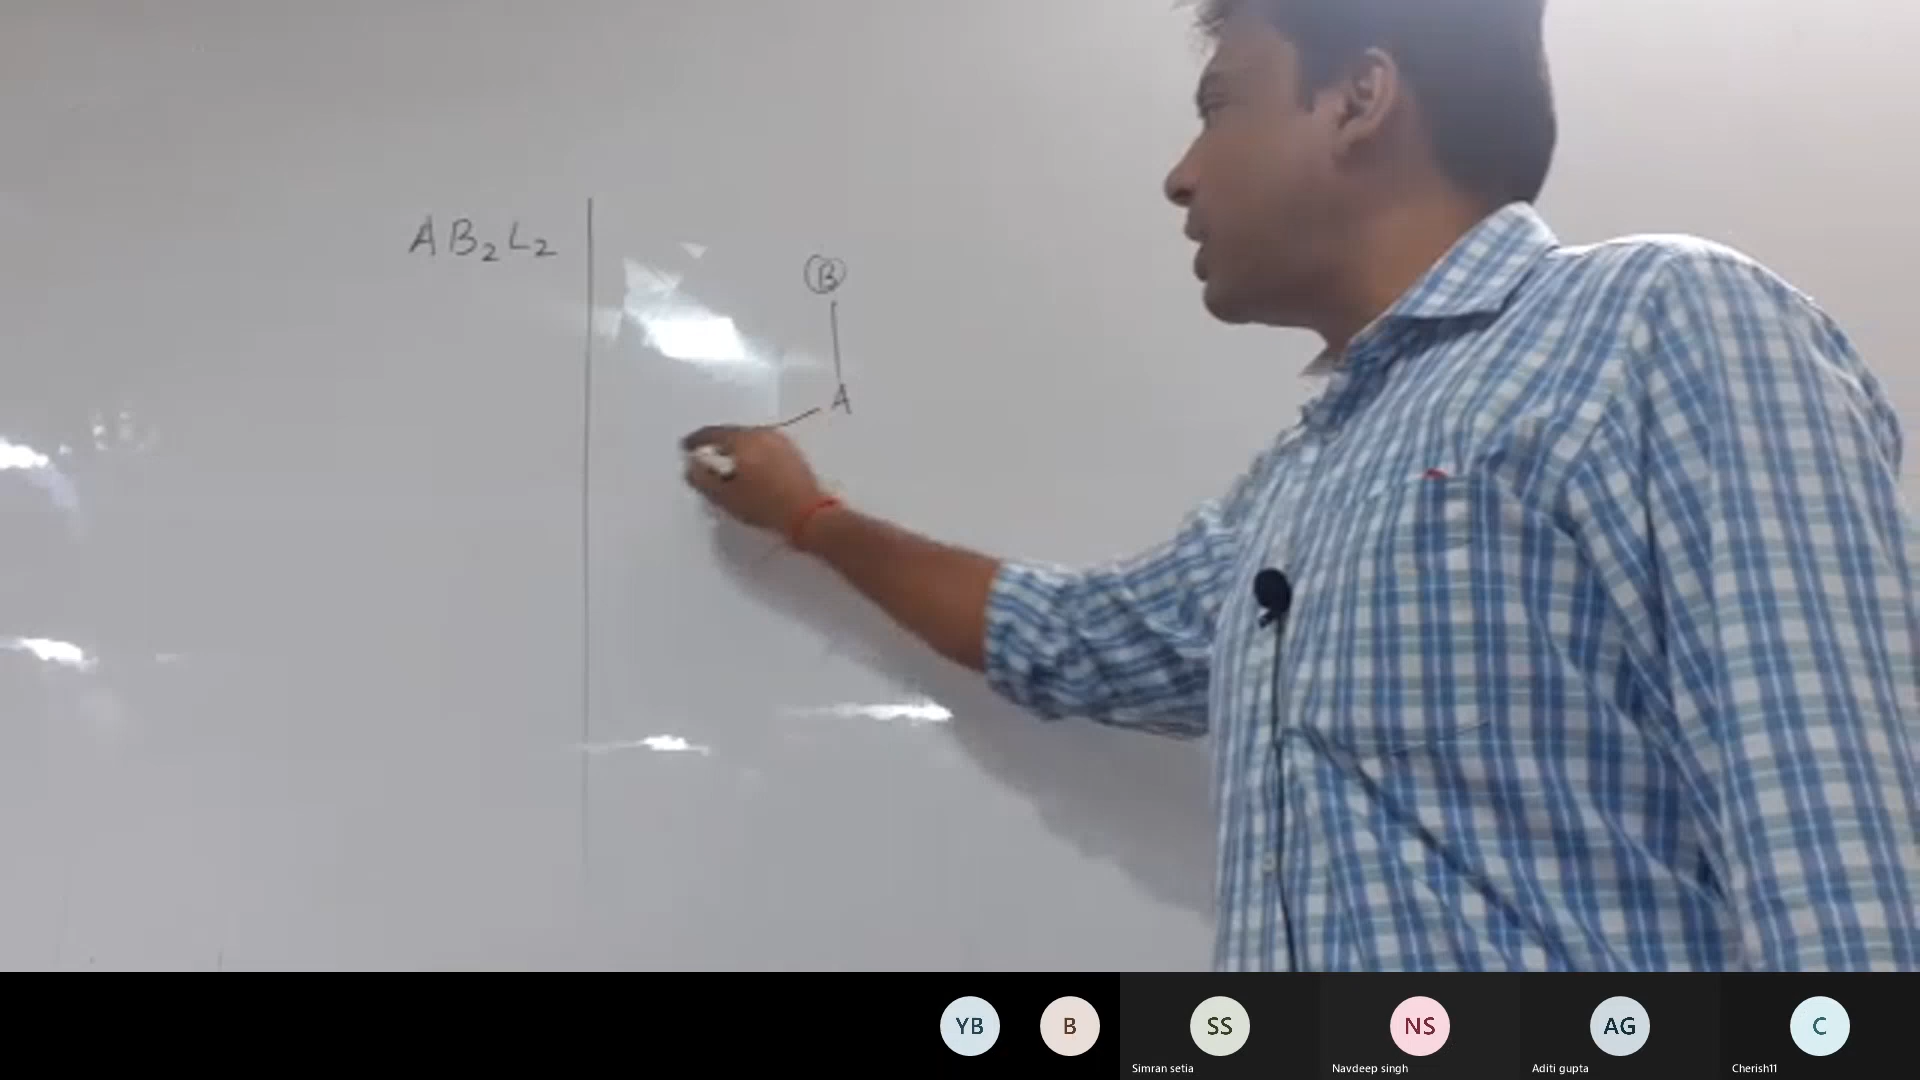 AB₂L₂
B
A
YB
B
SS
NS
AG
C
Simran setia
Navdeep singh
Aditi gupta
Cherish11